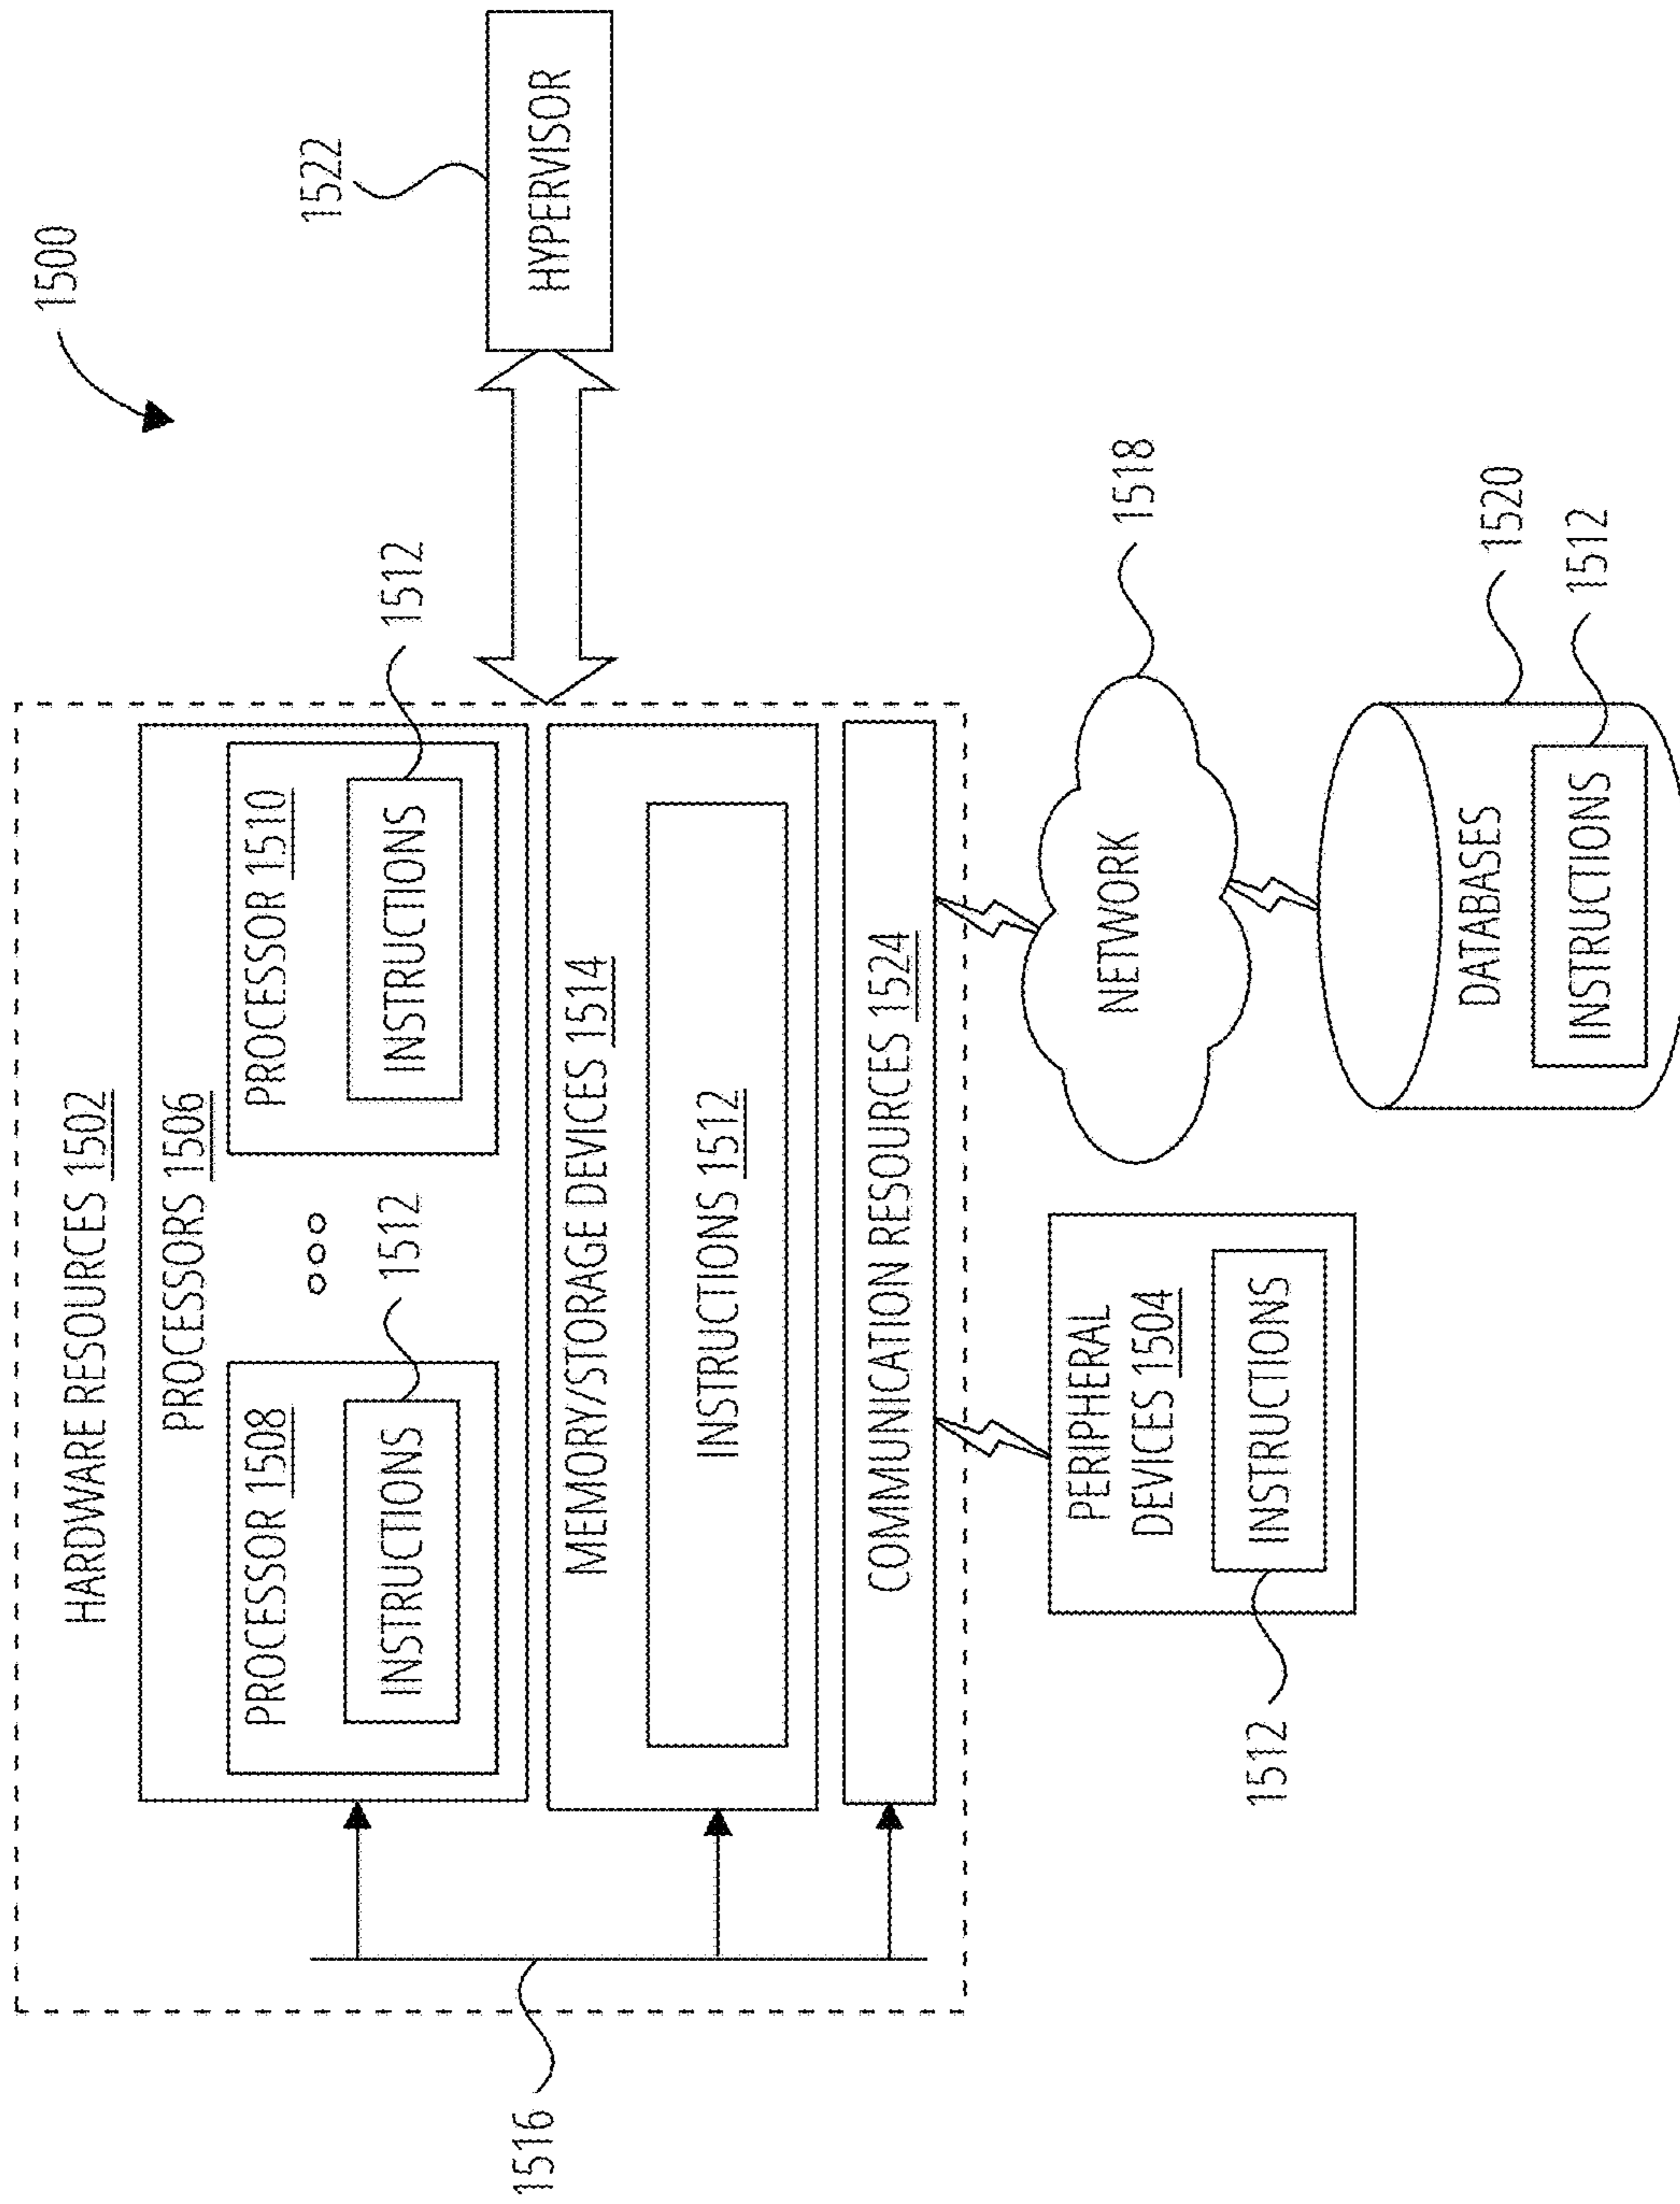 1500
HARDWARE RESOURCES 1502
PROCESSORS 1506
PROCESSOR 1508
INSTRUCTIONS
1512
PROCESSOR 1510
INSTRUCTIONS
1512
1522
HYPERVISOR
MEMORY/STORAGE DEVICES 1514
INSTRUCTIONS 1512
COMMUNICATION RESOURCES 1524
1516
PERIPHERAL
DEVICES 1504
INSTRUCTIONS
1512
NETWORK
1518
DATABASES
1520
INSTRUCTIONS
1512